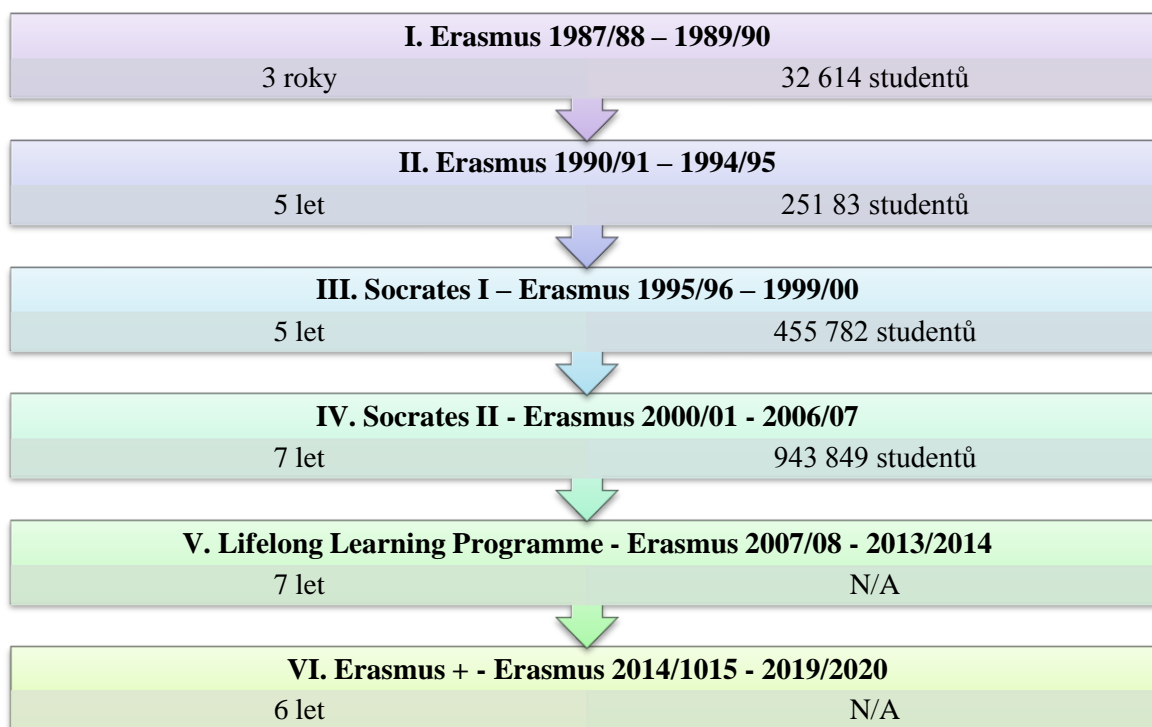 I. Erasmus 1987/88 – 1989/90
3 roky 32 614 studentů
II. Erasmus 1990/91 – 1994/95
5 let 251 83 studentů
III. Socrates I – Erasmus 1995/96 – 1999/00
5 let 455 782 studentů
IV. Socrates II - Erasmus 2000/01 - 2006/07
7 let 943 849 studentů
V. Lifelong Learning Programme - Erasmus 2007/08 - 2013/2014
7 let N/A
VI. Erasmus + - Erasmus 2014/1015 - 2019/2020
6 let N/A